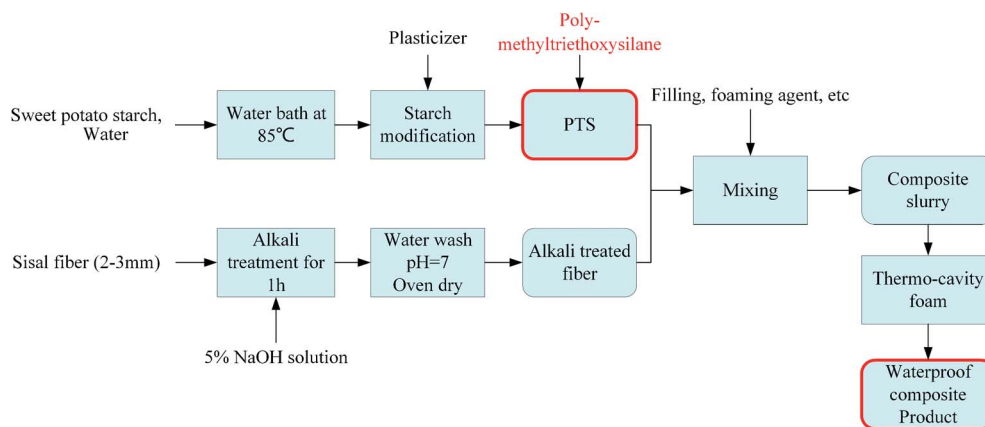 Poly-
methyltriethoxysilane
Plasticizer
Filling, foaming agent, etc
Sweet potato starch,
Water
Water bath at
85℃
Starch
modification
PTS
Mixing
Composite
slurry
Sisal fiber (2-3mm)
Alkali
treatment for
1h
Water wash
pH=7
Oven dry
Alkali treated
fiber
5% NaOH solution
Thermo-cavity
foam
Waterproof
composite
Product